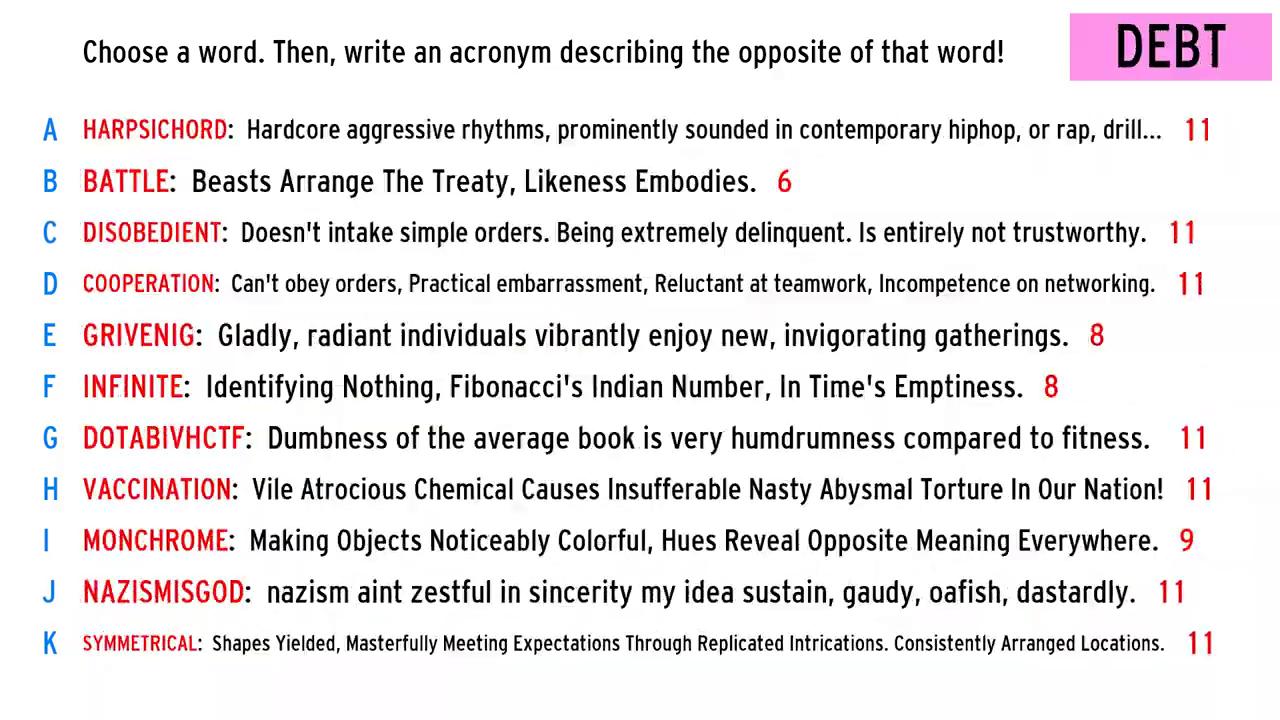 Choose a word. Then, write an acronym describing the opposite of that word!
DEBT
A HARPSICHORD: Hardcore aggressive rhythms, prominently sounded in contemporary hiphop, or rap, drill... 11
B BATTLE: Beasts Arrange The Treaty, Likeness Embodies. 6
C DISOBEDIENT: Doesn't intake simple orders. Being extremely delinquent. Is entirely not trustworthy. 11
D COOPERATION: Can't obey orders, Practical embarrassment, Reluctant at teamwork, Incompetence on networking. 11
E GRIVENIG: Gladly, radiant individuals vibrantly enjoy new, invigorating gatherings. 8
F INFINITE: Identifying Nothing, Fibonacci's Indian Number, In Time's Emptiness. 8
G DOTABIVHCTF: Dumbness of the average book is very humdrumness compared to fitness. 11
H VACCINATION: Vile Atrocious Chemical Causes Insufferable Nasty Abysmal Torture In Our Nation! 11
I MONCHROME: Making Objects Noticeably Colorful, Hues Reveal Opposite Meaning Everywhere. 9
J NAZISMISGOD: nazism aint zestful in sincerity my idea sustain, gaudy, oafish, dastardly. 11
K SYMMETRICAL: Shapes Yielded, Masterfully Meeting Expectations Through Replicated Intrications. Consistently Arranged Locations. 11